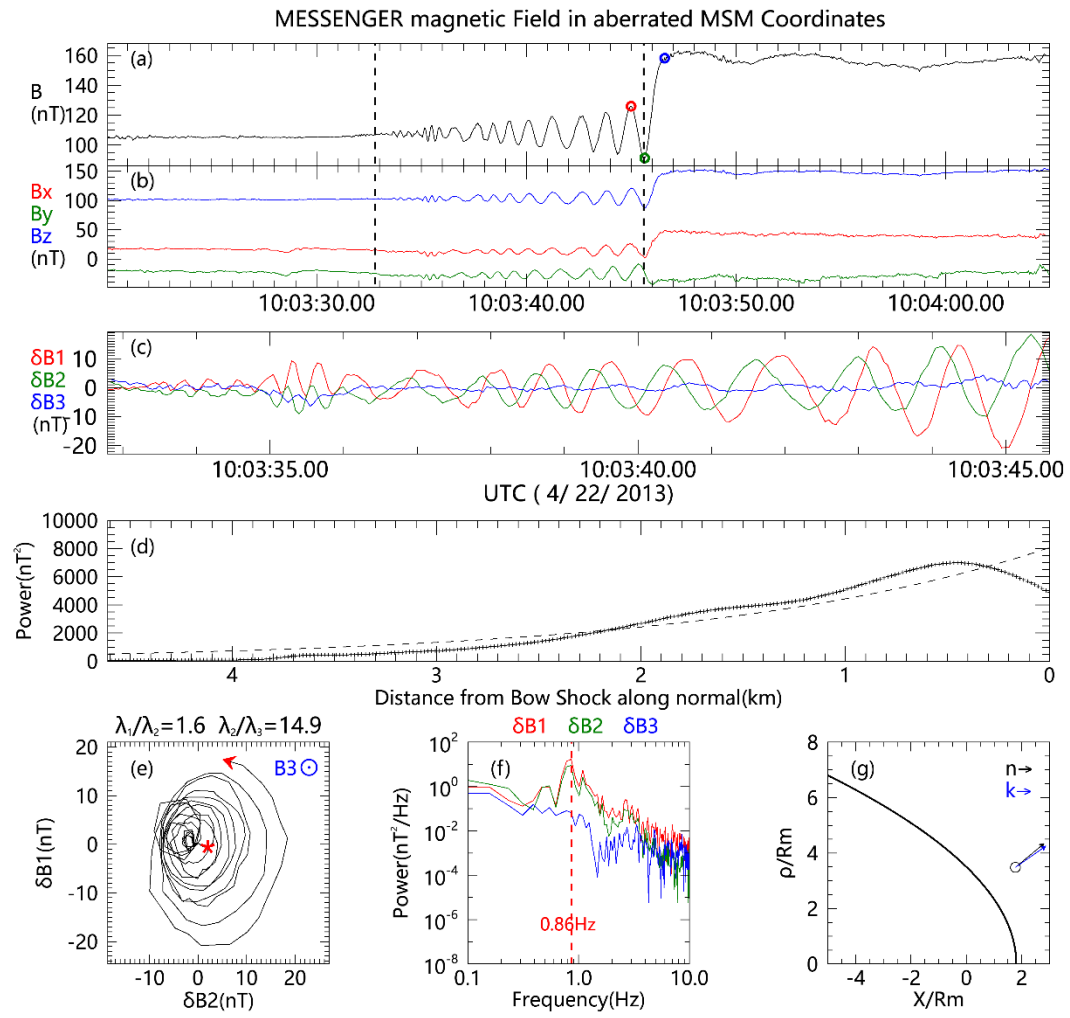 MESSENGER magnetic Field in aberrated MSM Coordinates
(a)
B
(nT)
160
140
120
100
(b)
Bx
By
Bz
(nT)
150
100
50
0
10:03:30.00 10:03:40.00 10:03:50.00 10:04:00.00
(c)
δB1
δB2
δB3
(nT)
10
0
-10
-20
10:03:35.00 10:03:40.00 10:03:45.00
UTC ( 4/ 22/ 2013)
(d)
Power(nT²)
10000
8000
6000
4000
2000
0
4 3 2 1 0
Distance from Bow Shock along normal(km)
λ₁/λ₂=1.6 λ₂/λ₃=14.9
(e)
B3⊙
δB1(nT)
20
10
0
-10
-20
-10 0 10 20
δB2(nT)
δB1 δB2 δB3
(f)
Power(nT²/Hz)
10²
10⁰
10⁻²
10⁻⁴
10⁻⁶
10⁻⁸
0.86Hz
0.1 1.0 10.0
Frequency(Hz)
(g)
n→
k→
ρ/Rm
8
6
4
2
0
-4 -2 0 2
X/Rm